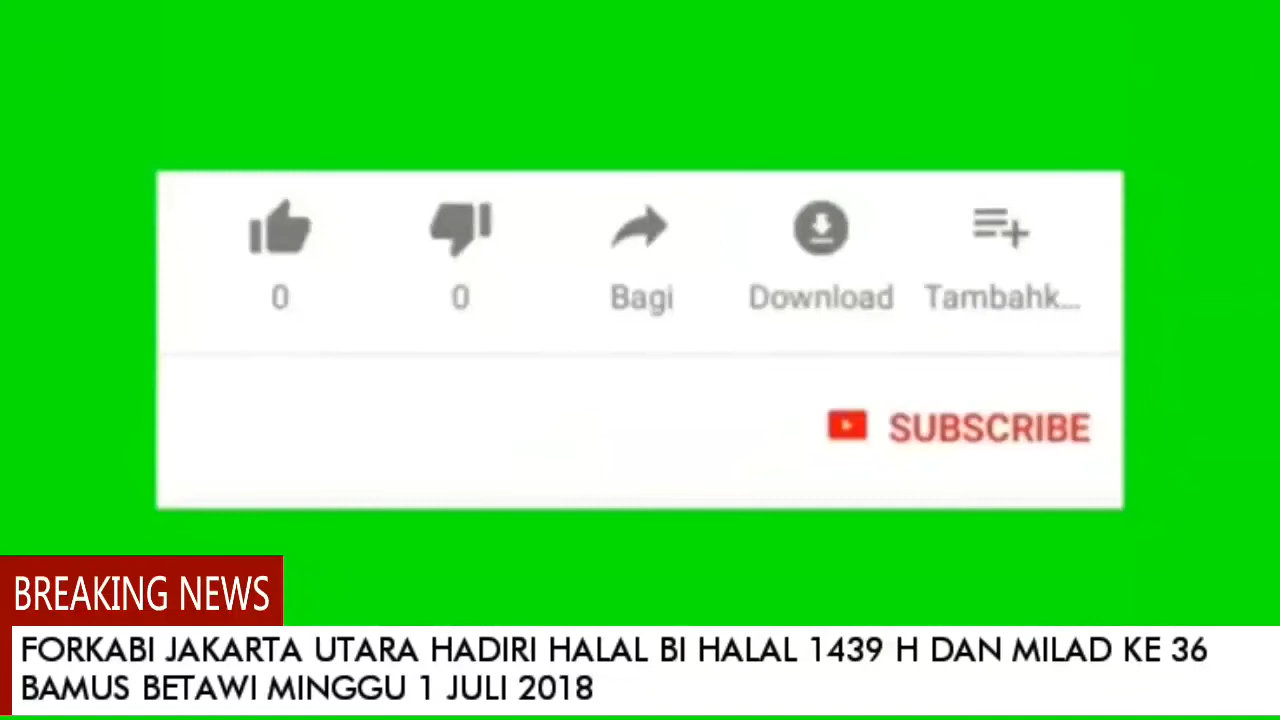 0 0 Bagi Download Tambahk...
SUBSCRIBE
BREAKING NEWS
FORKABI JAKARTA UTARA HADIRI HALAL BI HALAL 1439 H DAN MILAD KE 36
BAMUS BETAWI MINGGU 1 JULI 2018